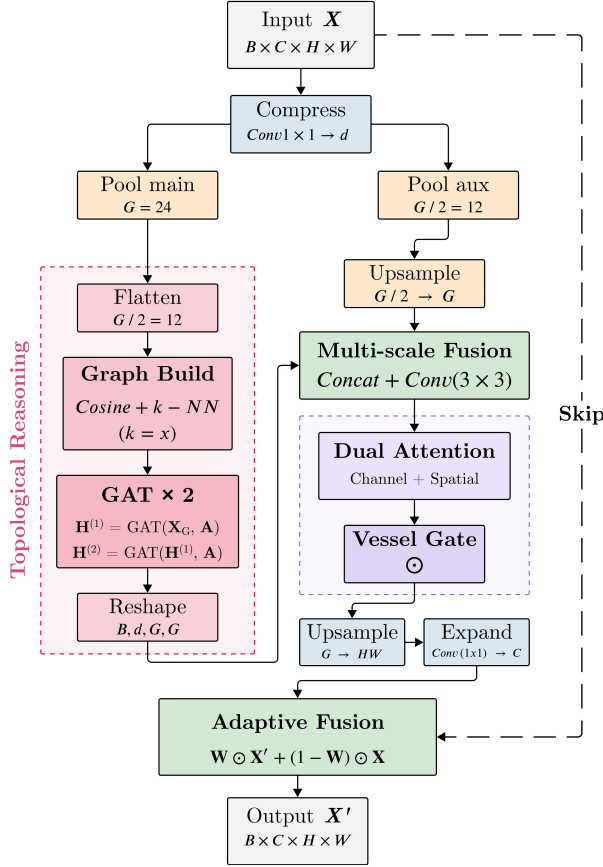 Input X
B × C × H × W
Compress
Conv1 × 1 → d
Pool main
G = 24
Pool aux
G / 2 = 12
Upsample
G / 2 → G
Topological Reasoning
Flatten
G / 2 = 12
Graph Build
Cosine + k − NN
(k = x)
GAT × 2
H^(1) = GAT(X_G, A)
H^(2) = GAT(H^(1), A)
Reshape
B, d, G, G
Multi-scale Fusion
Concat + Conv(3 × 3)
Skip
Dual Attention
Channel + Spatial
Vessel Gate
⊙
Upsample
G → HW
Expand
Conv(1x1) → C
Adaptive Fusion
W ⊙ X′ + (1 − W) ⊙ X
Output X′
B × C × H × W